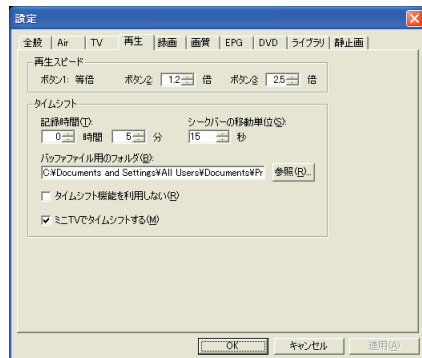 設定
全般 Air TV 再生 録画 画質 EPG DVD ライブラリ 静止画
再生スピード
ボタン1: 等倍 ボタン2: 1.2 倍 ボタン3: 2.5 倍
タイムシフト
記録時間(T): シークバーの移動単位(S):
0 時間 5 分 15 秒
バッファファイル用のフォルダ(B):
C:¥Documents and Settings¥All Users¥Documents¥Pr 参照(R)...
タイムシフト機能を利用しない(R)
ミニTVでタイムシフトする(M)
OK キャンセル 適用(A)